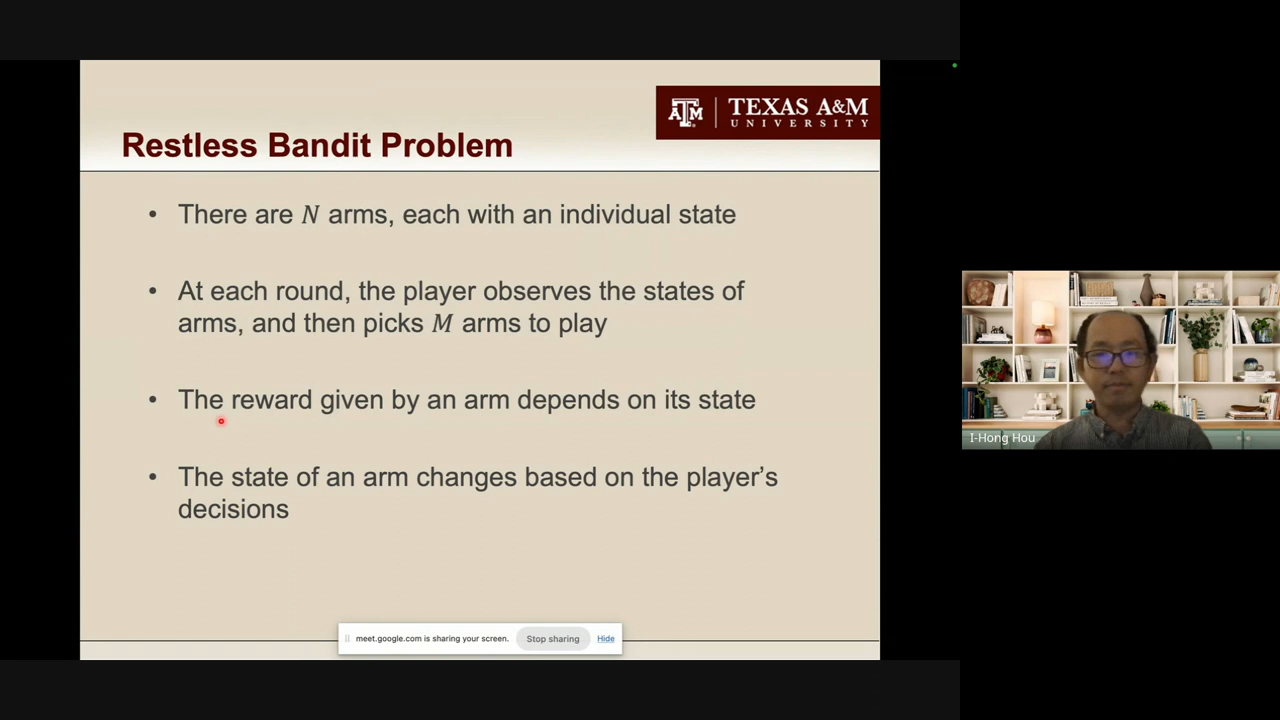 TEXAS A&M
UNIVERSITY
Restless Bandit Problem
• There are N arms, each with an individual state
• At each round, the player observes the states of
arms, and then picks M arms to play
• The reward given by an arm depends on its state
• The state of an arm changes based on the player’s
decisions
meet.google.com is sharing your screen. Stop sharing Hide
I-Hong Hou